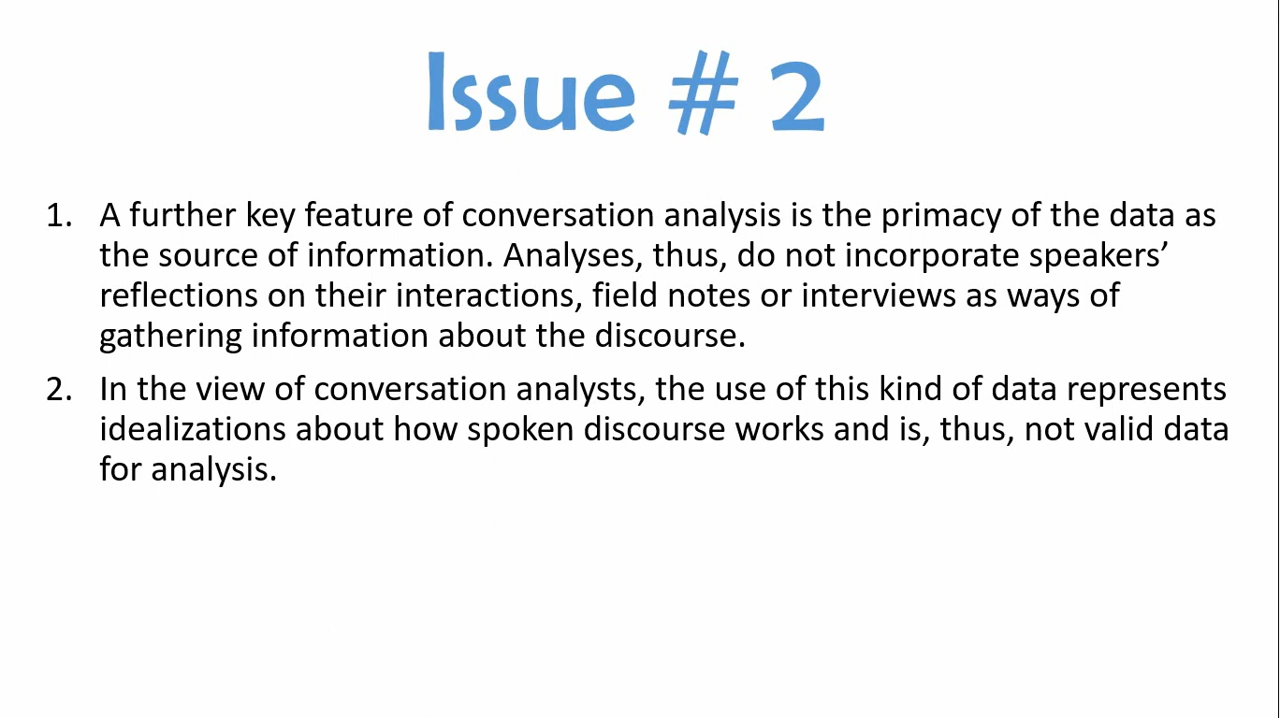 Issue # 2
1. A further key feature of conversation analysis is the primacy of the data as
the source of information. Analyses, thus, do not incorporate speakers’
reflections on their interactions, field notes or interviews as ways of
gathering information about the discourse.
2. In the view of conversation analysts, the use of this kind of data represents
idealizations about how spoken discourse works and is, thus, not valid data
for analysis.